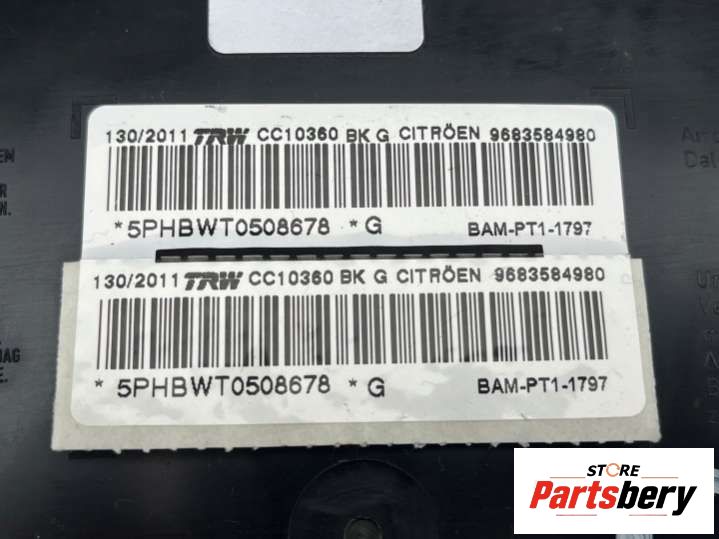 130/2011 TRW CC10360 BK G CITRÖEN 9683584980
*5PHBWT0508678 *G BAM-PT1-1797
130/2011 TRW CC10360 BK G CITRÖEN 9683584980
* 5PHBWT0508678 *G BAM-PT1-1797
STORE
Partsbery